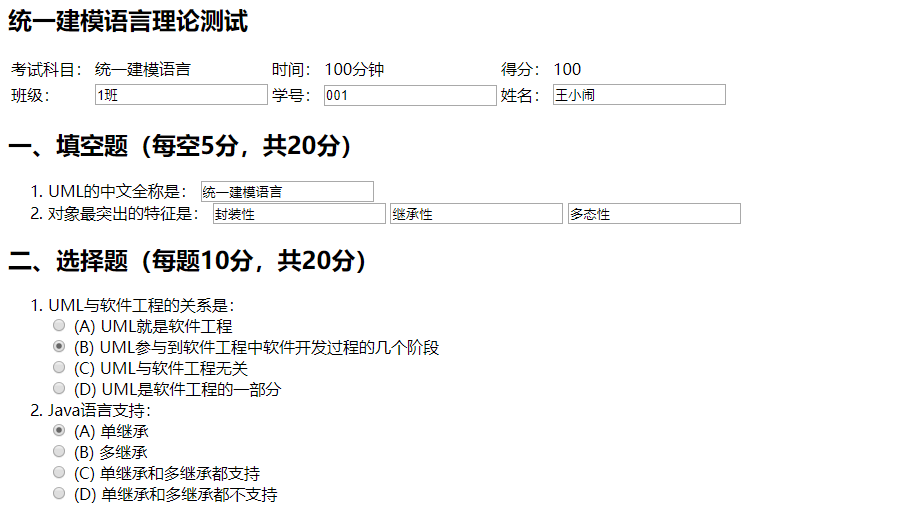 统一建模语言理论测试
考试科目： 统一建模语言 时间： 100分钟 得分： 100
班级： 1班 学号： 001 姓名： 王小闹
一、填空题（每空5分，共20分）
1. UML的中文全称是： 统一建模语言
2. 对象最突出的特征是： 封装性 继承性 多态性
二、选择题（每题10分，共20分）
1. UML与软件工程的关系是：
(A) UML就是软件工程
(B) UML参与到软件工程中软件开发过程的几个阶段
(C) UML与软件工程无关
(D) UML是软件工程的一部分
2. Java语言支持：
(A) 单继承
(B) 多继承
(C) 单继承和多继承都支持
(D) 单继承和多继承都不支持